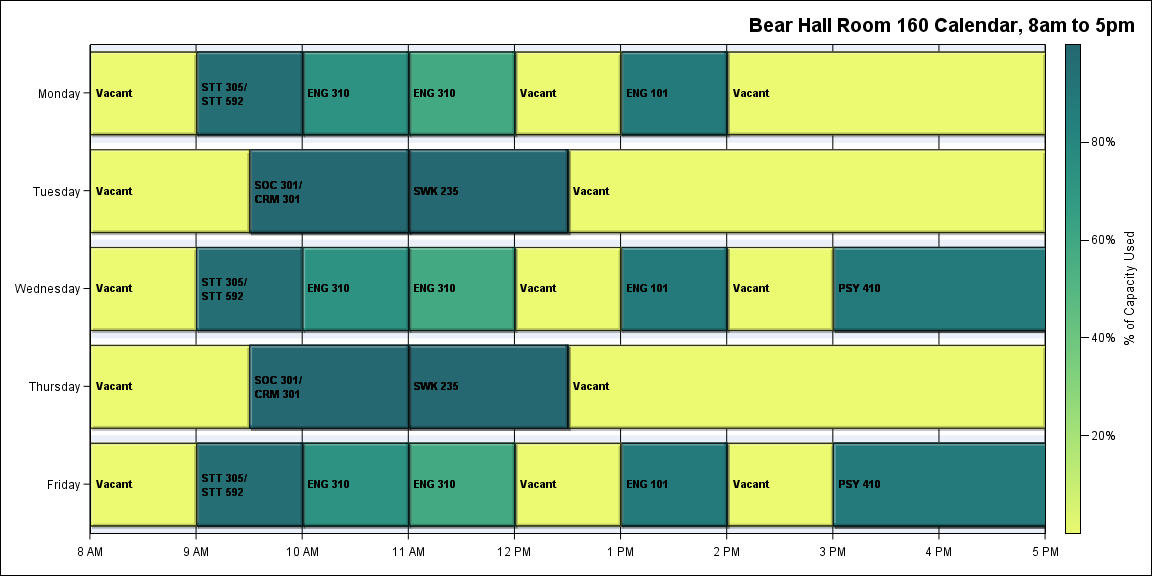 Bear Hall Room 160 Calendar, 8am to 5pm
Monday
Vacant
STT 305/
STT 592
ENG 310
ENG 310
Vacant
ENG 101
Vacant
Tuesday
Vacant
SOC 301/
CRM 301
SWK 235
Vacant
Wednesday
Vacant
STT 305/
STT 592
ENG 310
ENG 310
Vacant
ENG 101
Vacant
PSY 410
Thursday
Vacant
SOC 301/
CRM 301
SWK 235
Vacant
Friday
Vacant
STT 305/
STT 592
ENG 310
ENG 310
Vacant
ENG 101
Vacant
PSY 410
8 AM
9 AM
10 AM
11 AM
12 PM
1 PM
2 PM
3 PM
4 PM
5 PM
80%
60%
40%
20%
% of Capacity Used